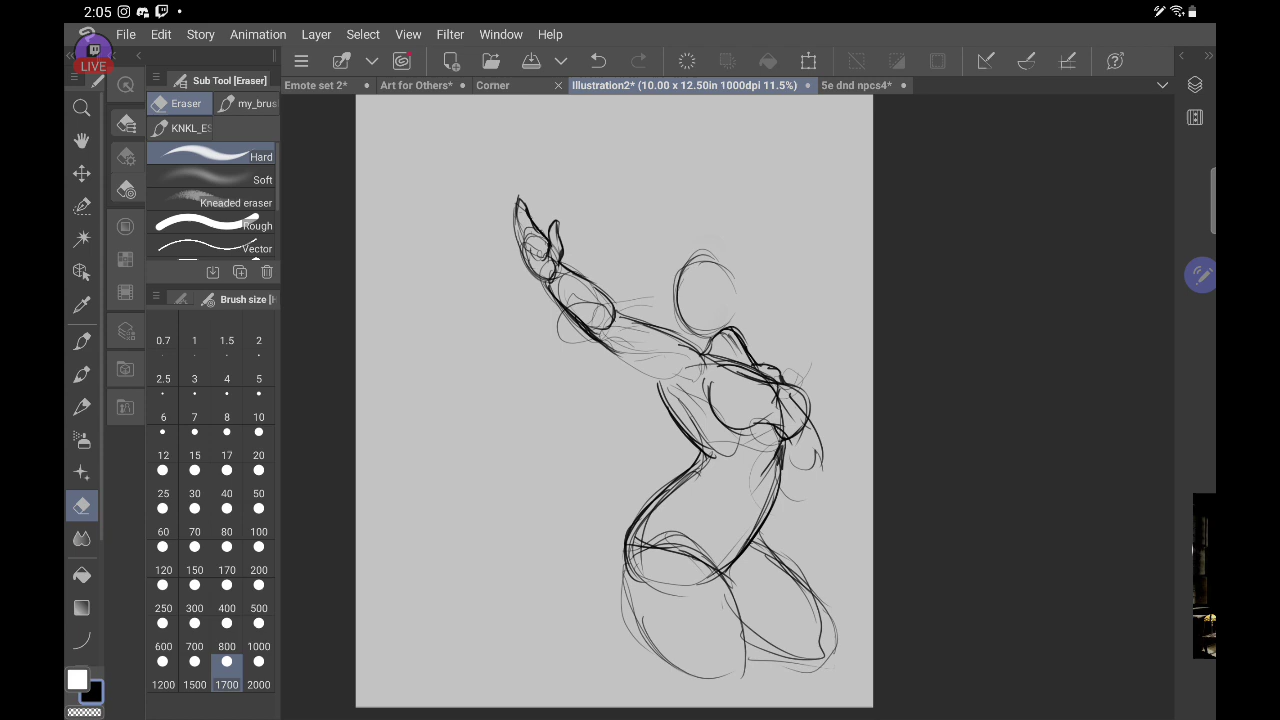 2:05
LIVE
File Edit Story Animation Layer Select View Filter Window Help
Sub Tool [Eraser]
Emote set 2* Art for Others* Corner Illustration2* (10.00 x 12.50in 1000dpi 11.5%) 5e dnd npcs4*
Eraser my_brus
KNKL_ES
Hard
Soft
Kneaded eraser
Rough
Vector
Brush size [H
0.7 1 1.5 2
2.5 3 4 5
6 7 8 10
12 15 17 20
25 30 40 50
60 70 80 100
120 150 170 200
250 300 400 500
600 700 800 1000
1200 1500 1700 2000